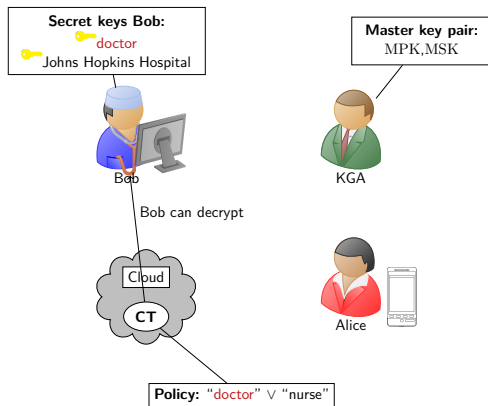 Secret keys Bob:
doctor
Johns Hopkins Hospital
Master key pair:
MPK,MSK
Bob
KGA
Bob can decrypt
Cloud
CT
Alice
Policy: “doctor” ∨ “nurse”